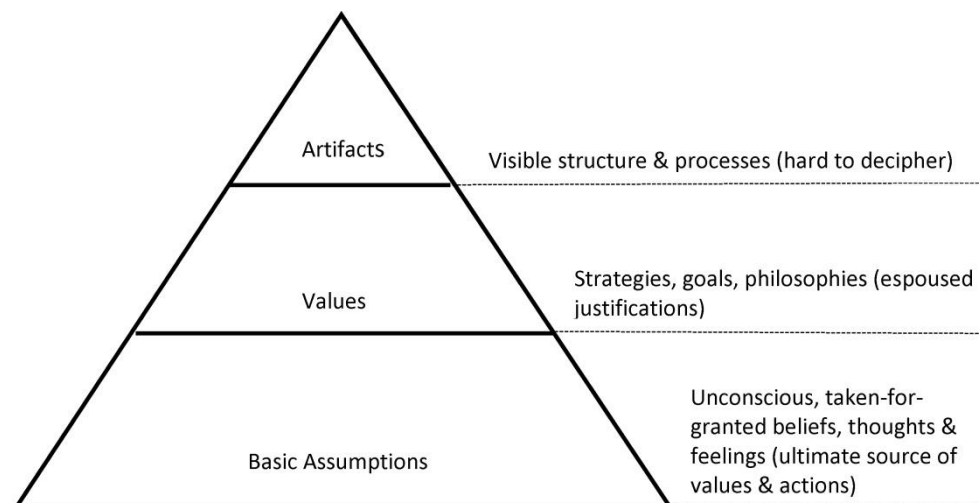 Artifacts
Visible structure & processes (hard to decipher)
Values
Strategies, goals, philosophies (espoused
justifications)
Basic Assumptions
Unconscious, taken-for-
granted beliefs, thoughts &
feelings (ultimate source of
values & actions)